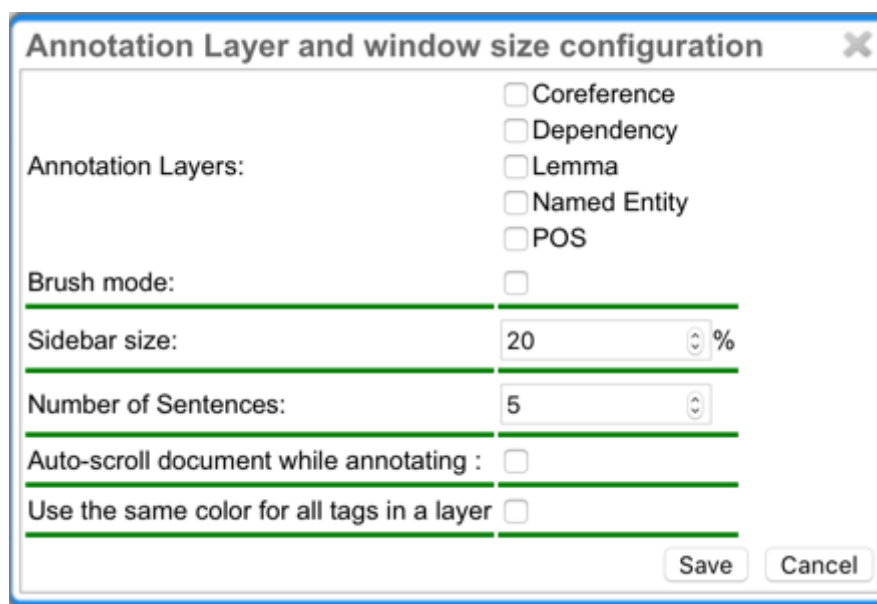 Annotation Layer and window size configuration
Coreference
Dependency
Annotation Layers:
Lemma
Named Entity
POS
Brush mode:
Sidebar size: 20 %
Number of Sentences: 5
Auto-scroll document while annotating :
Use the same color for all tags in a layer
Save Cancel